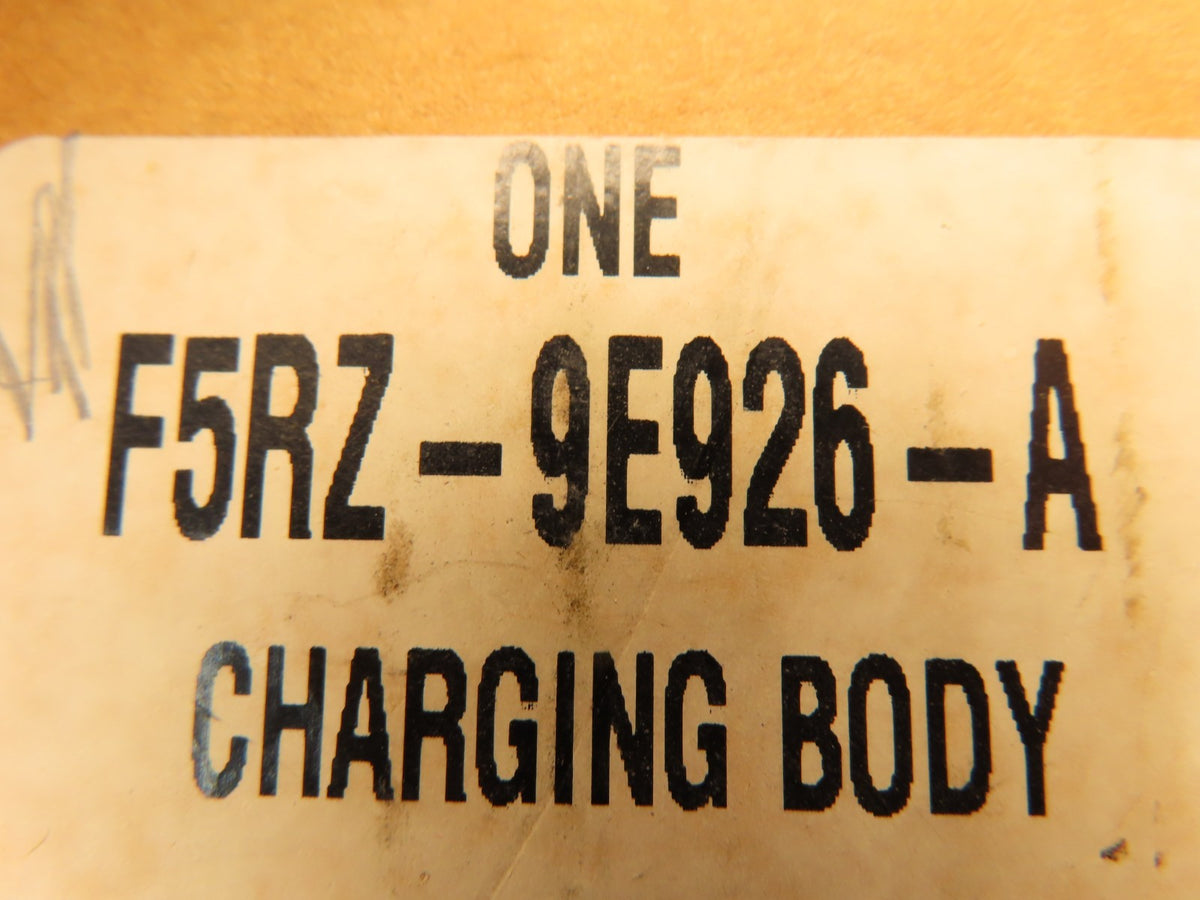 ONE
F5RZ-9E926-A
CHARGING BODY